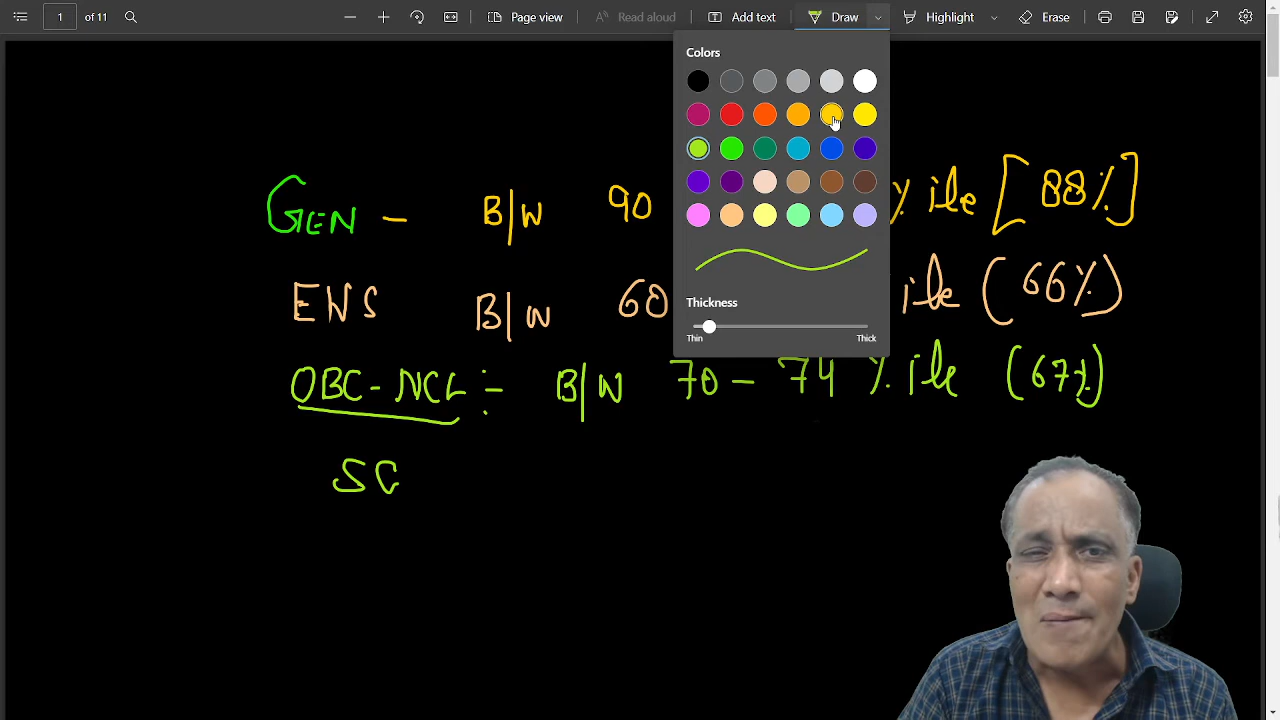 1 of 11 Page view Read aloud Add text Draw Highlight Erase
Colors
GEN - B/W 90 % ile [88%]
EWS B/W 60 ile (66%)
Thickness
Thin Thick
OBC-NCL :- B/W 70 - 74 % ile (67%)
SC